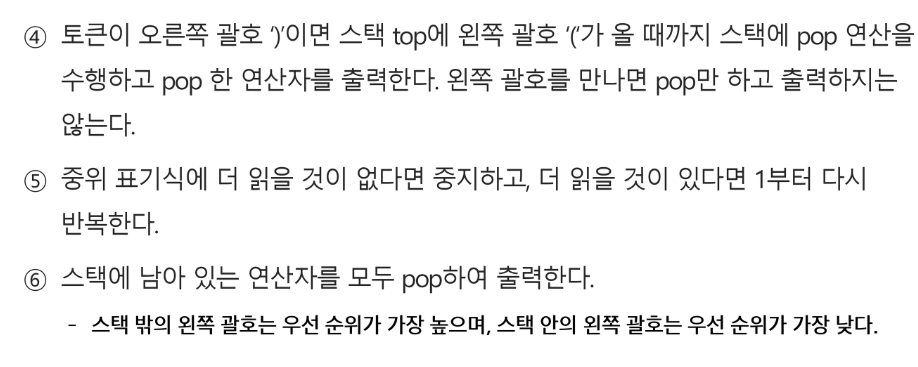 ④ 토큰이 오른쪽 괄호 ‘)’이면 스택 top에 왼쪽 괄호 ‘(‘가 올 때까지 스택에 pop 연산을
수행하고 pop 한 연산자를 출력한다. 왼쪽 괄호를 만나면 pop만 하고 출력하지는
않는다.
⑤ 중위 표기식에 더 읽을 것이 없다면 중지하고, 더 읽을 것이 있다면 1부터 다시
반복한다.
⑥ 스택에 남아 있는 연산자를 모두 pop하여 출력한다.
- 스택 밖의 왼쪽 괄호는 우선 순위가 가장 높으며, 스택 안의 왼쪽 괄호는 우선 순위가 가장 낮다.